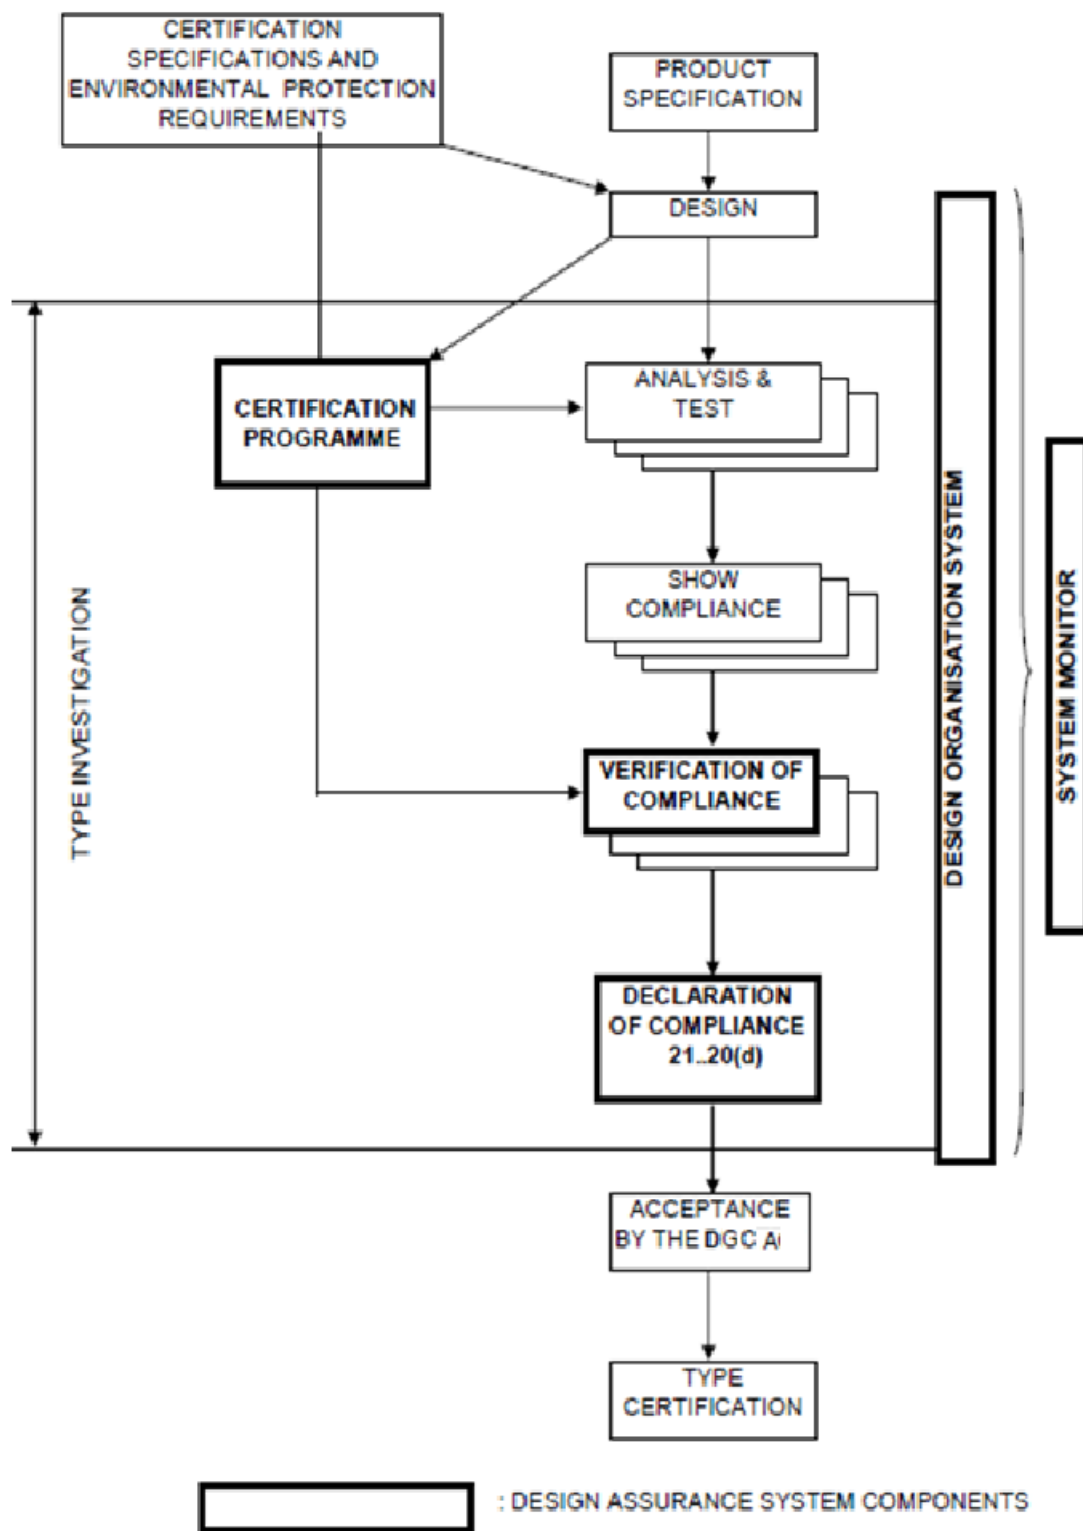 CERTIFICATION
SPECIFICATIONS AND
ENVIRONMENTAL PROTECTION
REQUIREMENTS
PRODUCT
SPECIFICATION
DESIGN
CERTIFICATION
PROGRAMME
ANALYSIS &
TEST
SHOW
COMPLIANCE
VERIFICATION OF
COMPLIANCE
DECLARATION
OF COMPLIANCE
21..20(d)
TYPE INVESTIGATION
DESIGN ORGANISATION SYSTEM
SYSTEM MONITOR
ACCEPTANCE
BY THE DGCA
TYPE
CERTIFICATION
: DESIGN ASSURANCE SYSTEM COMPONENTS